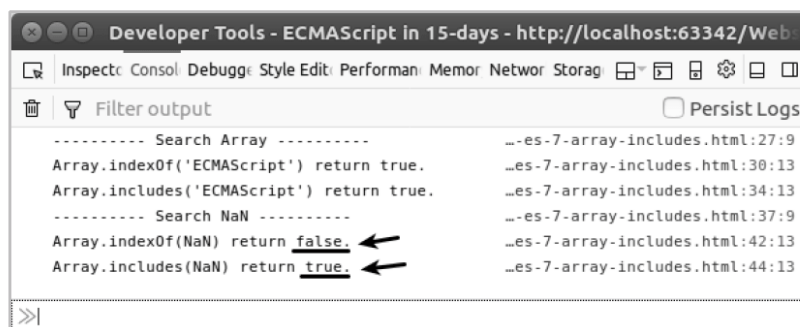 Developer Tools - ECMAScript in 15-days - http://localhost:63342/Webs
Inspecto Consol Debugge Style Edit Performan Memor Networ Storag
Filter output Persist Logs
---------- Search Array ---------- …-es-7-array-includes.html:27:9
Array.indexOf('ECMAScript') return true. …es-7-array-includes.html:30:13
Array.includes('ECMAScript') return true. …es-7-array-includes.html:34:13
---------- Search NaN ---------- …-es-7-array-includes.html:37:9
Array.indexOf(NaN) return false. …es-7-array-includes.html:42:13
Array.includes(NaN) return true. …es-7-array-includes.html:44:13